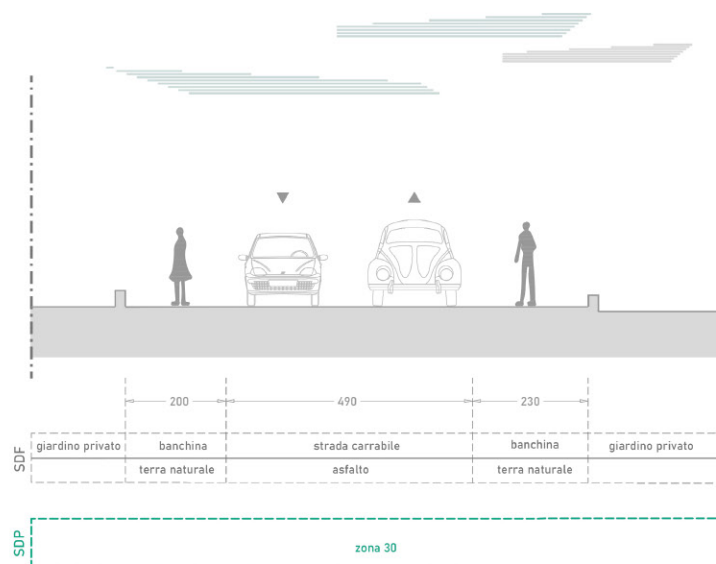 200 490 230
SDF
giardino privato banchina strada carrabile banchina giardino privato
terra naturale asfalto terra naturale
SDP
zona 30